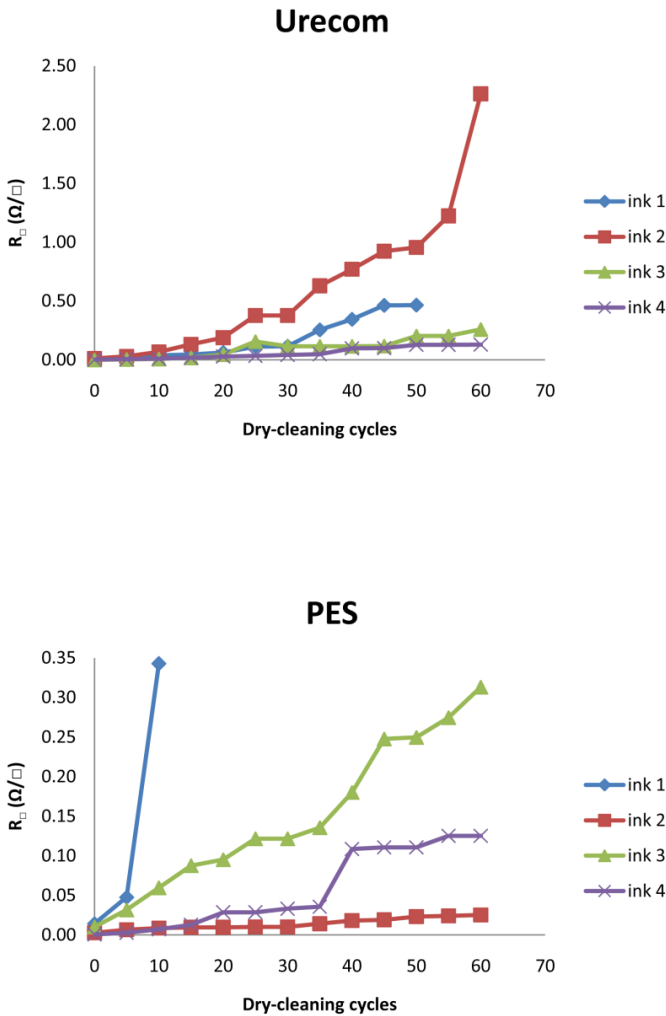 Urecom
2.50
2.00
1.50
1.00
0.50
0.00
R□ (Ω/□)
0 10 20 30 40 50 60 70
Dry-cleaning cycles
ink 1
ink 2
ink 3
ink 4
PES
0.35
0.30
0.25
0.20
0.15
0.10
0.05
0.00
R□ (Ω/□)
0 10 20 30 40 50 60 70
Dry-cleaning cycles
ink 1
ink 2
ink 3
ink 4